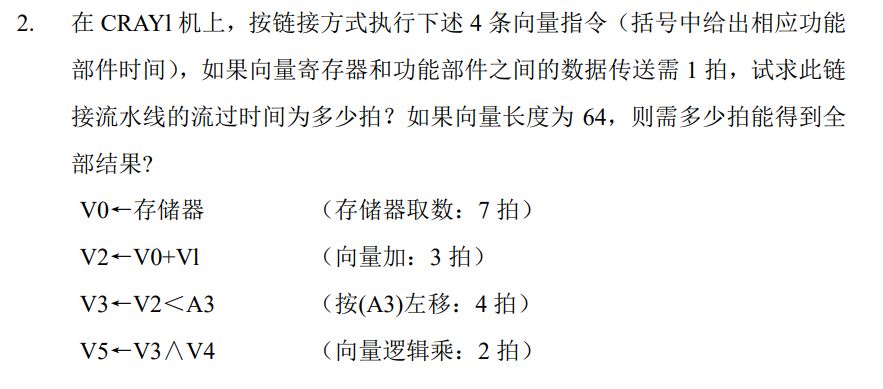 2. 在 CRAYl 机上，按链接方式执行下述 4 条向量指令（括号中给出相应功能
部件时间），如果向量寄存器和功能部件之间的数据传送需 1 拍，试求此链
接流水线的流过时间为多少拍？如果向量长度为 64，则需多少拍能得到全
部结果?
V0←存储器 （存储器取数：7 拍）
V2←V0+Vl （向量加：3 拍）
V3←V2＜A3 （按(A3)左移：4 拍）
V5←V3∧V4 （向量逻辑乘：2 拍）